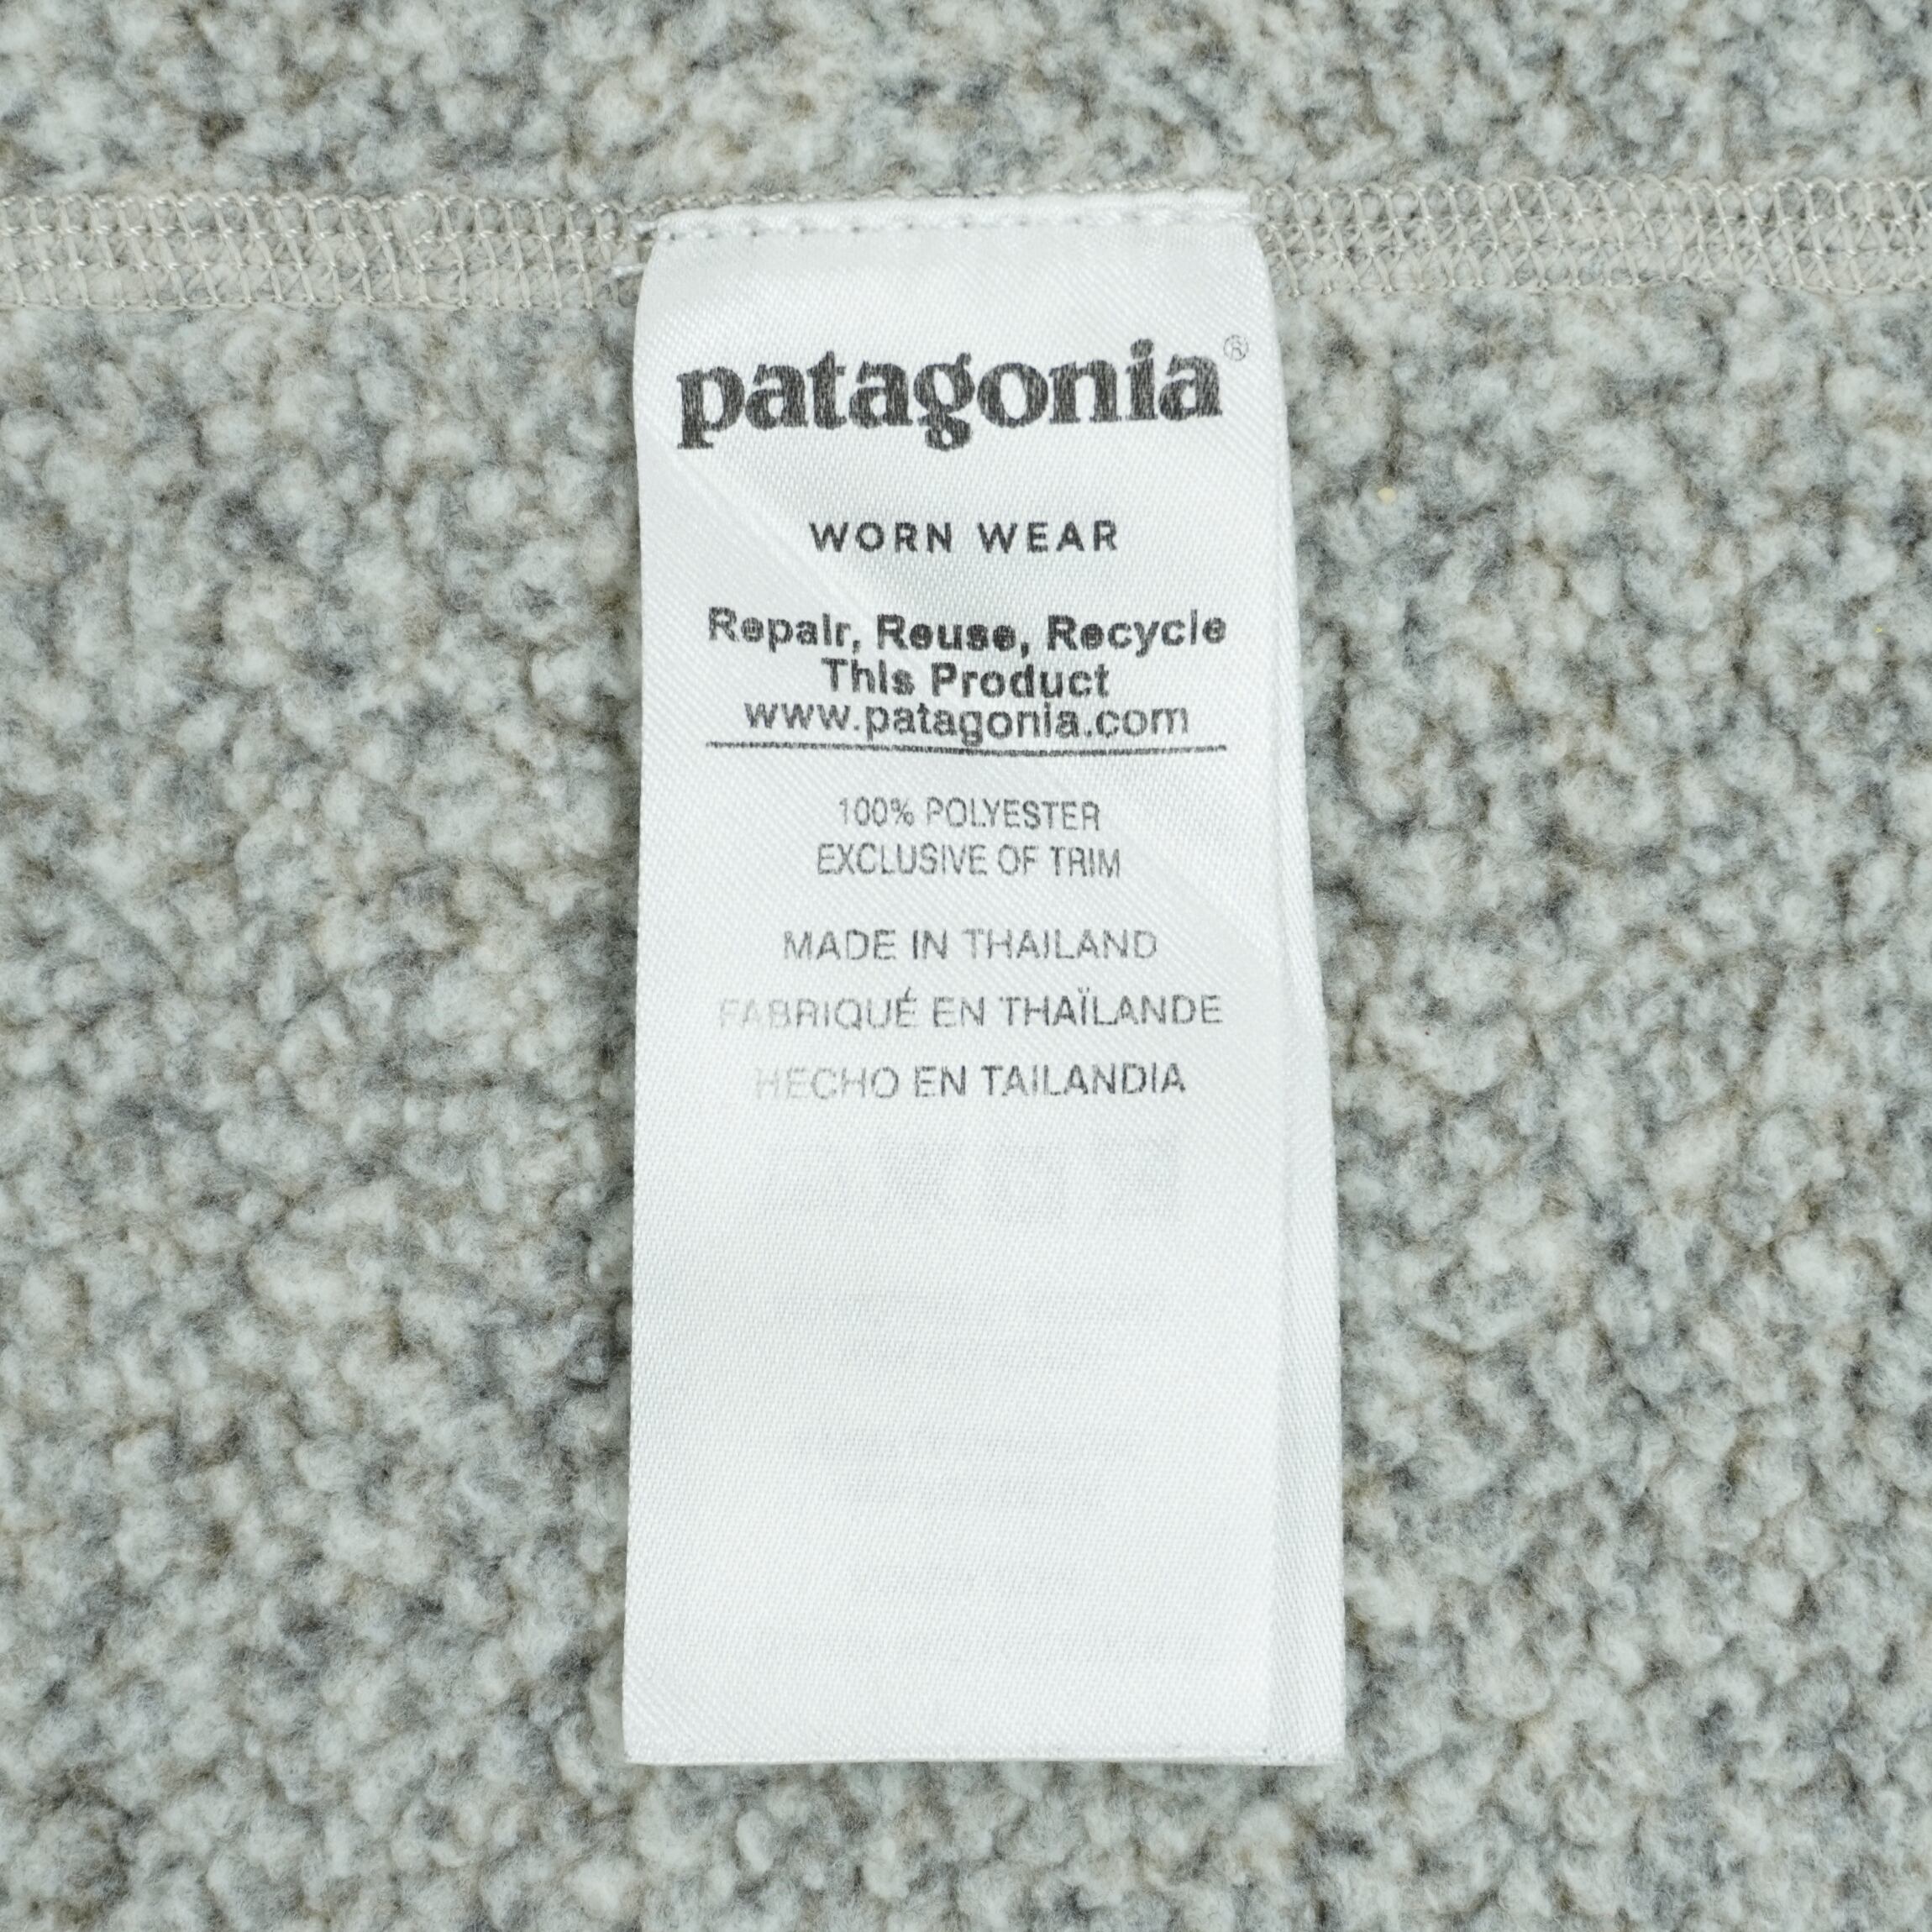 patagonia®
WORN WEAR
Repair, Reuse, Recycle
This Product
www.patagonia.com
100% POLYESTER
EXCLUSIVE OF TRIM
MADE IN THAILAND
FABRIQUÉ EN THAÏLANDE
HECHO EN TAILANDIA